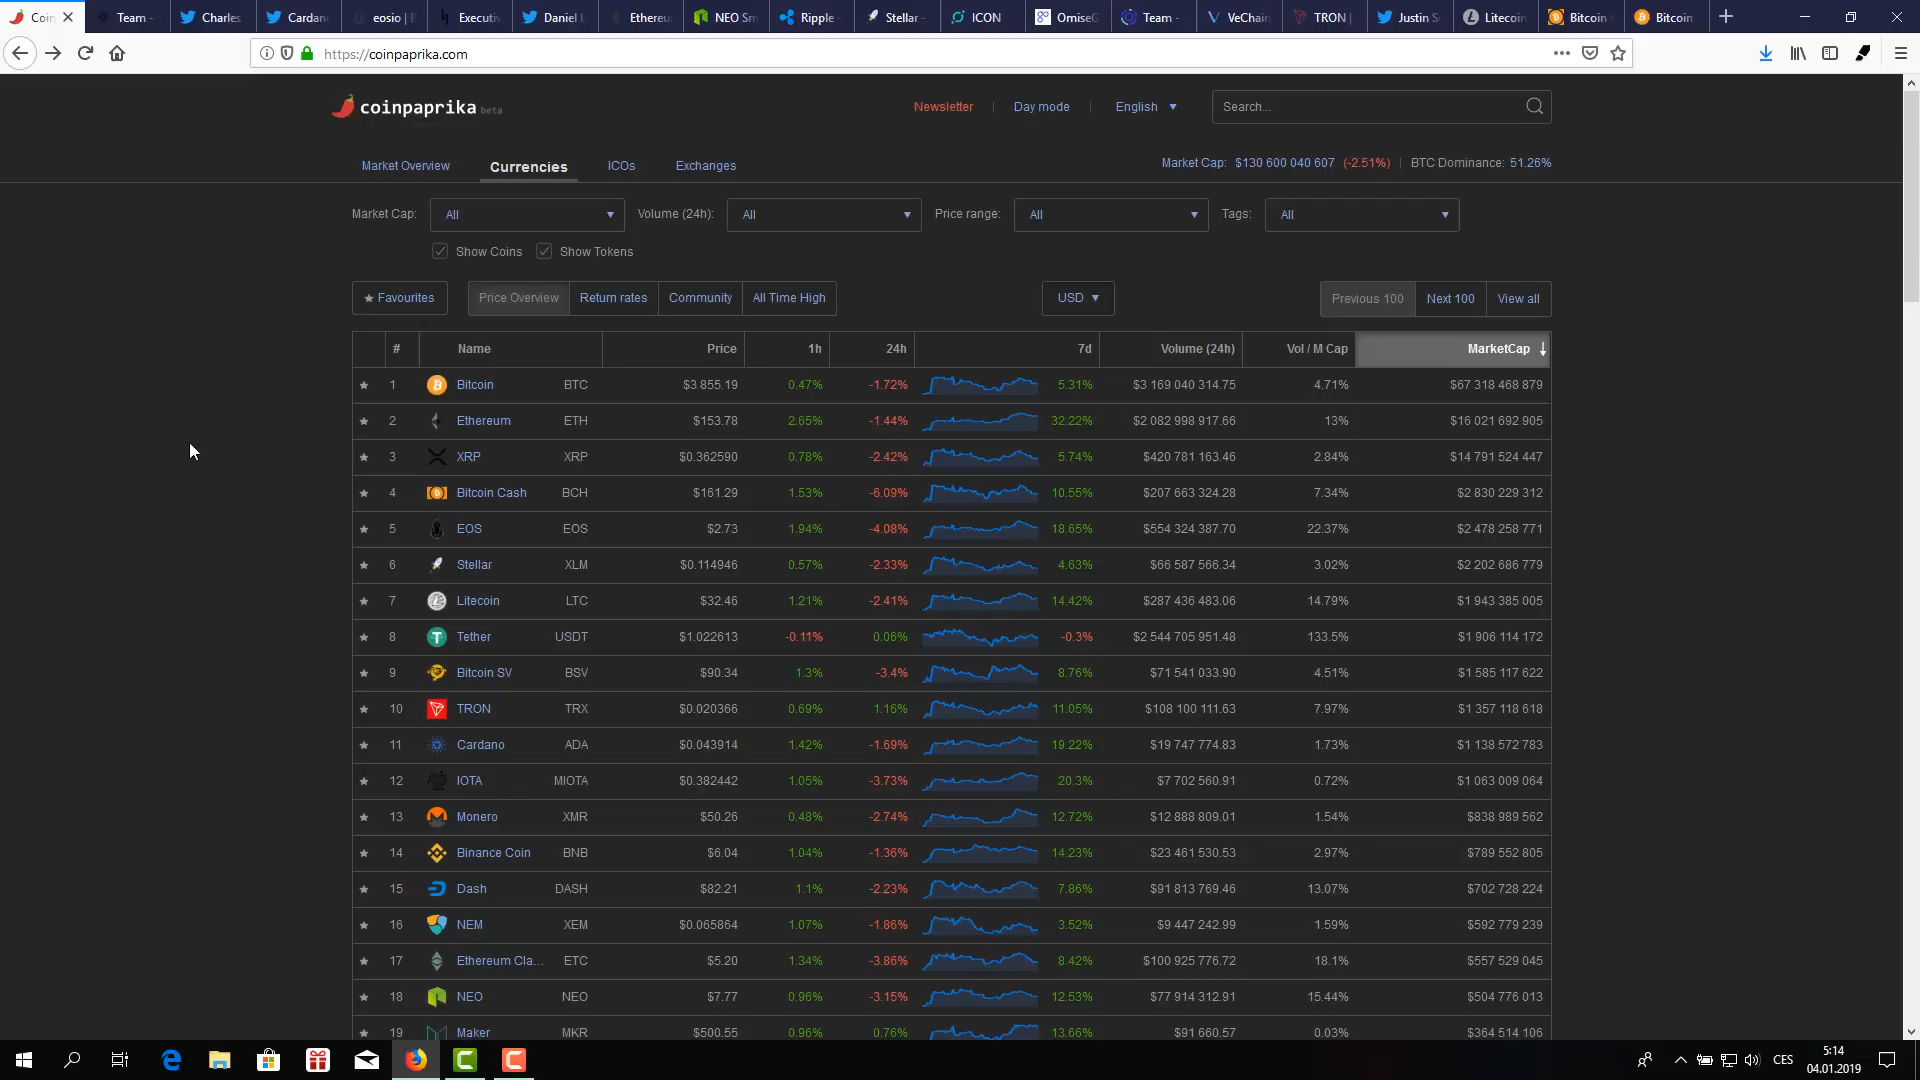 Coin
Team -
Charles
Cardan
eosio | B
Executi
Daniel L
Ethereu
NEO Sm
Ripple -
Stellar -
ICON
OmiseG
Team -
VeChain
TRON |
Justin S
Litecoin
Bitcoin
Bitcoin
https://coinpaprika.com
coinpaprika beta
Newsletter | Day mode | English
Search...
Market Overview Currencies ICOs Exchanges
Market Cap: $130 600 040 607 (-2.51%) | BTC Dominance: 51.26%
Market Cap: All Volume (24h): All Price range: All Tags: All
Show Coins Show Tokens
★ Favourites Price Overview Return rates Community All Time High USD Previous 100 Next 100 View all
# Name Price 1h 24h 7d Volume (24h) Vol / M Cap MarketCap ↓
1 Bitcoin BTC $3 855.19 0.47% -1.72% 5.31% $3 169 040 314.75 4.71% $67 318 468 879
2 Ethereum ETH $153.78 2.65% -1.44% 32.22% $2 082 998 917.66 13% $16 021 692 905
3 XRP XRP $0.362590 0.78% -2.42% 5.74% $420 781 163.46 2.84% $14 791 524 447
4 Bitcoin Cash BCH $161.29 1.53% -6.09% 10.55% $207 663 324.28 7.34% $2 830 229 312
5 EOS EOS $2.73 1.94% -4.08% 18.65% $554 324 387.70 22.37% $2 478 258 771
6 Stellar XLM $0.114946 0.57% -2.33% 4.63% $66 587 566.34 3.02% $2 202 686 779
7 Litecoin LTC $32.46 1.21% -2.41% 14.42% $287 436 483.06 14.79% $1 943 385 005
8 Tether USDT $1.022613 -0.11% 0.06% -0.3% $2 544 705 951.48 133.5% $1 906 114 172
9 Bitcoin SV BSV $90.34 1.3% -3.4% 8.76% $71 541 033.90 4.51% $1 585 117 622
10 TRON TRX $0.020366 0.69% 1.16% 11.05% $108 100 111.63 7.97% $1 357 118 618
11 Cardano ADA $0.043914 1.42% -1.69% 19.22% $19 747 774.83 1.73% $1 138 572 783
12 IOTA MIOTA $0.382442 1.05% -3.73% 20.3% $7 702 560.91 0.72% $1 063 009 064
13 Monero XMR $50.26 0.48% -2.74% 12.72% $12 888 809.01 1.54% $838 989 562
14 Binance Coin BNB $6.04 1.04% -1.36% 14.23% $23 461 530.53 2.97% $789 552 805
15 Dash DASH $82.21 1.1% -2.23% 7.86% $91 813 769.46 13.07% $702 728 224
16 NEM XEM $0.065864 1.07% -1.86% 3.52% $9 447 242.99 1.59% $592 779 239
17 Ethereum Cla... ETC $5.20 1.34% -3.86% 8.42% $100 925 776.72 18.1% $557 529 045
18 NEO NEO $7.77 0.96% -3.15% 12.53% $77 914 312.91 15.44% $504 776 013
19 Maker MKR $500.55 0.96% 0.76% 13.66% $91 660.57 0.03% $364 514 106
CES
5:14
04.01.2019